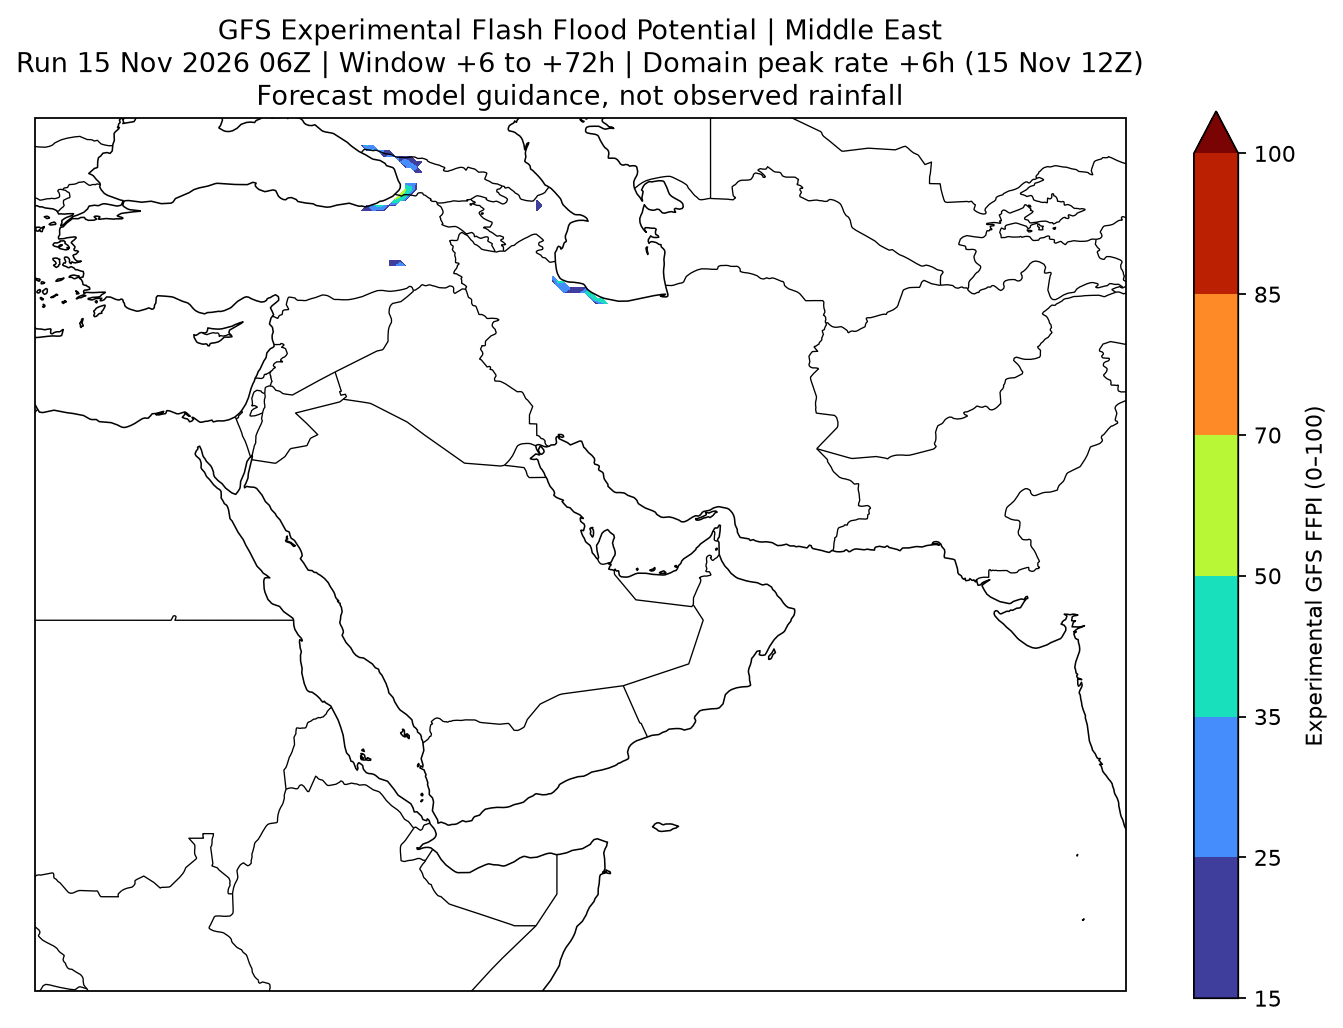 GFS Experimental Flash Flood Potential | Middle East
Run 15 Nov 2026 06Z | Window +6 to +72h | Domain peak rate +6h (15 Nov 12Z)
Forecast model guidance, not observed rainfall
100
85
70
50
35
25
15
Experimental GFS FFPI (0–100)